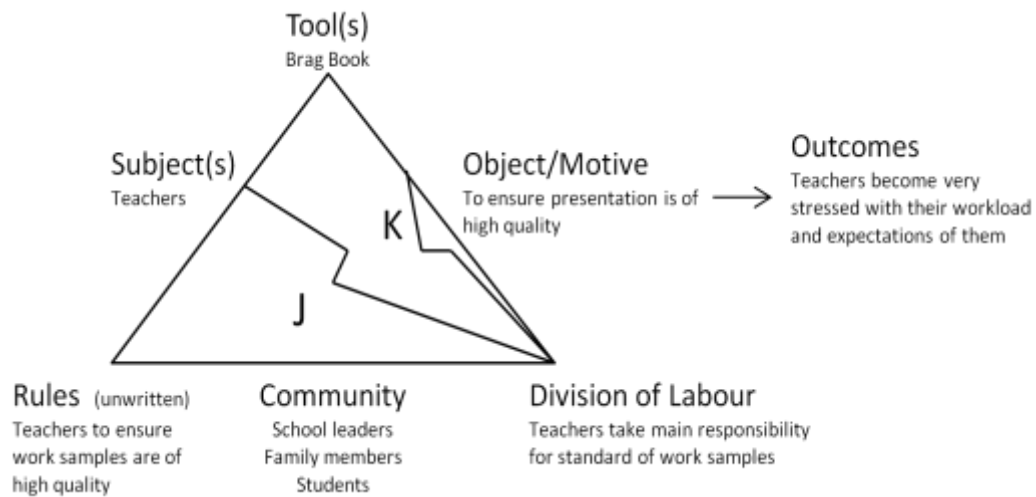 Tool(s)
Brag Book
Subject(s)
Teachers
Object/Motive
To ensure presentation is of
high quality
Outcomes
Teachers become very
stressed with their workload
and expectations of them
K
J
Rules (unwritten)
Teachers to ensure
work samples are of
high quality
Community
School leaders
Family members
Students
Division of Labour
Teachers take main responsibility
for standard of work samples